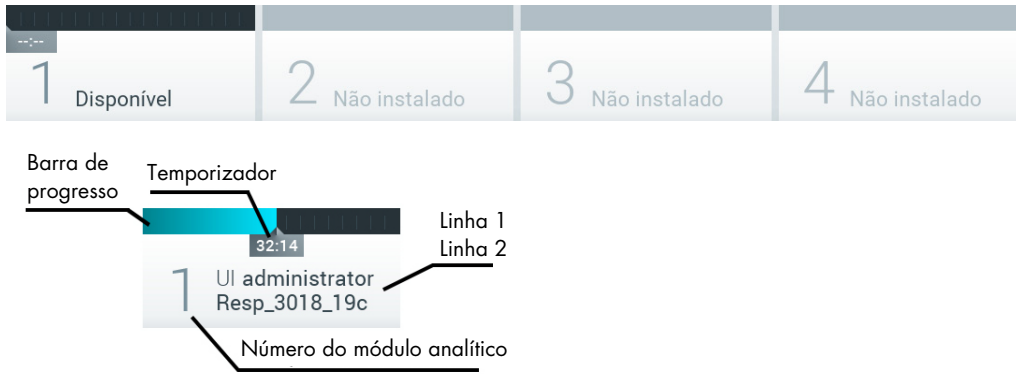 --:--
1 Disponível
2 Não instalado
3 Não instalado
4 Não instalado
Barra de
progresso
Temporizador
Linha 1
Linha 2
32:14
1 UI administrator
Resp_3018_19c
Número do módulo analítico